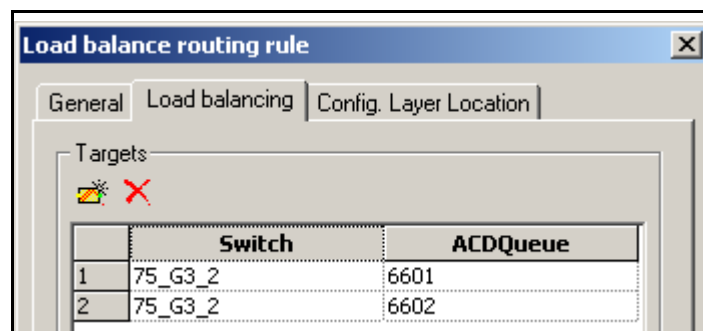 Load balance routing rule
General Load balancing Config. Layer Location
Targets
Switch ACDQueue
1 75_G3_2 6601
2 75_G3_2 6602